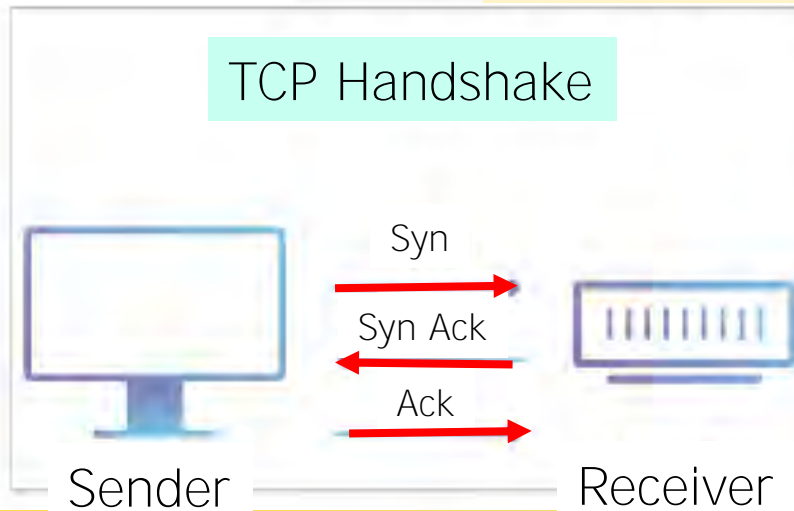 TCP Handshake
Syn
Syn Ack
Ack
Sender
Receiver